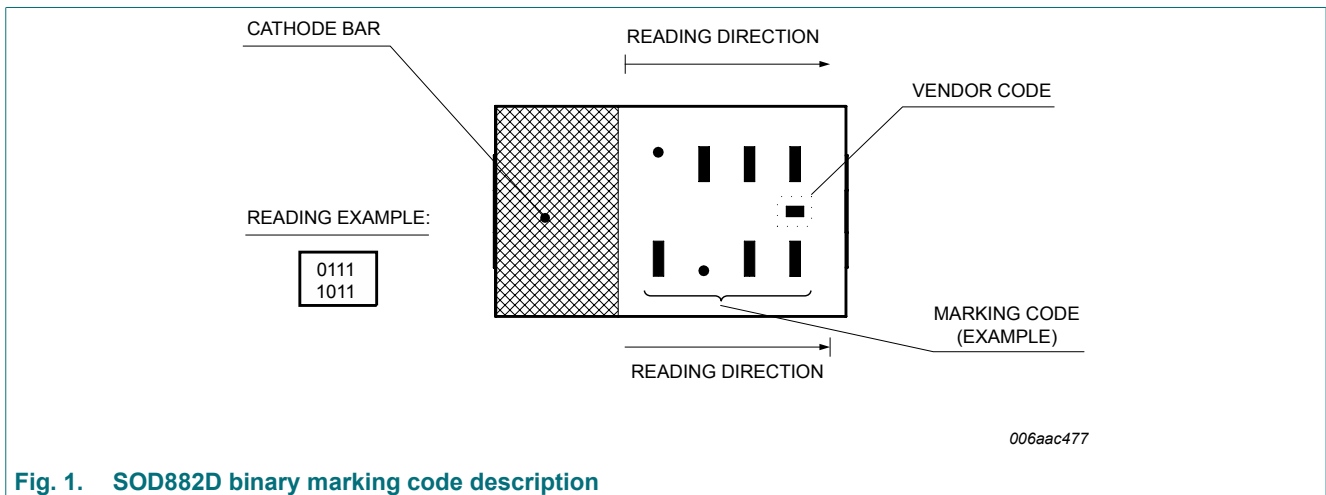 CATHODE BAR
READING DIRECTION
VENDOR CODE
READING EXAMPLE:
0111
1011
MARKING CODE
(EXAMPLE)
READING DIRECTION
006aac477
Fig. 1. SOD882D binary marking code description